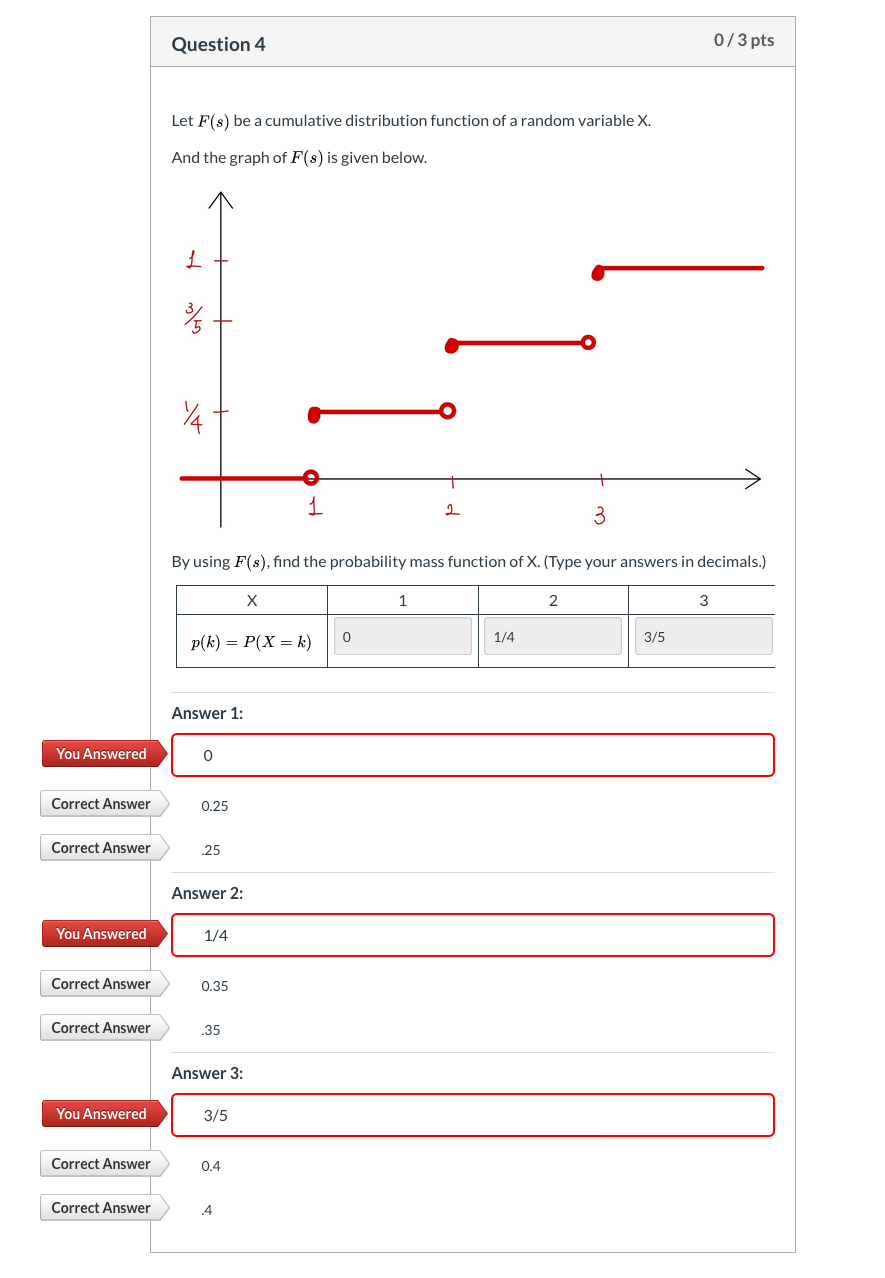 Question 4
0 / 3 pts
Let F(s) be a cumulative distribution function of a random variable X.
And the graph of F(s) is given below.
1
3/5
1/4
1
2
3
By using F(s), find the probability mass function of X. (Type your answers in decimals.)
X 1 2 3
p(k) = P(X = k) 0 1/4 3/5
Answer 1:
You Answered 0
Correct Answer 0.25
Correct Answer .25
Answer 2:
You Answered 1/4
Correct Answer 0.35
Correct Answer .35
Answer 3:
You Answered 3/5
Correct Answer 0.4
Correct Answer .4